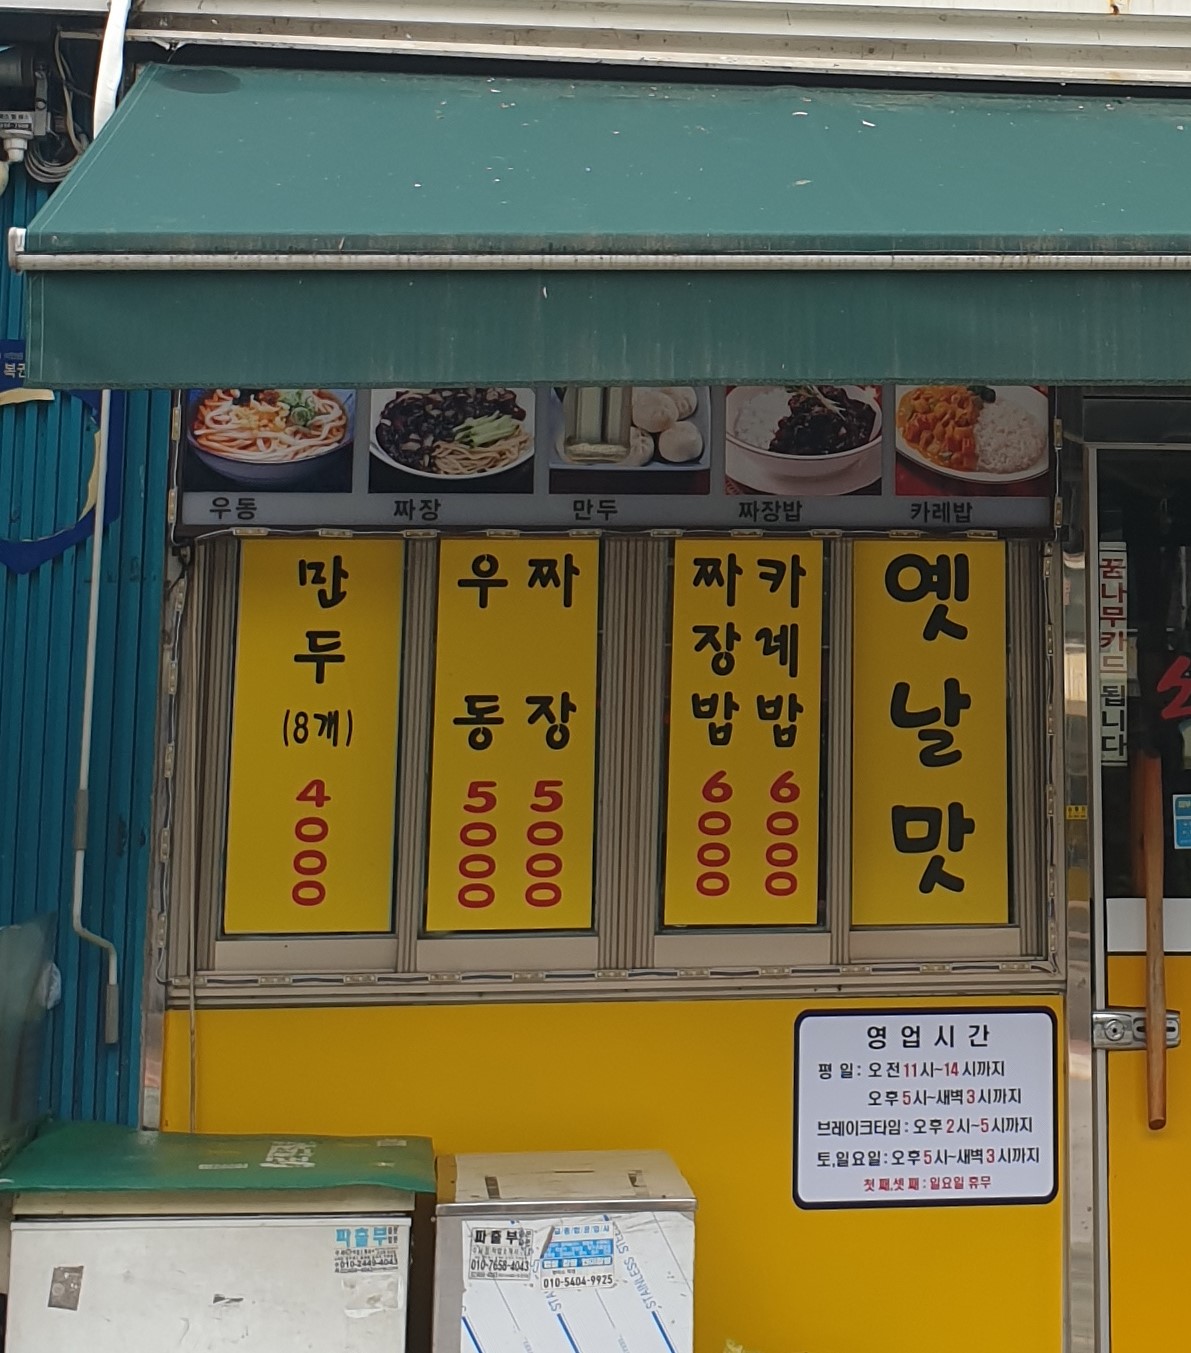 복권
우동
짜장
만두
짜장밥
카레밥
만두
(8개)
4000
우동
5000
짜장
5000
짜장밥
6000
카레밥
6000
옛날맛
꿈나무카드 됩니다
영업시간
평일: 오전11시~14시까지
오후5시~새벽3시까지
브레이크타임: 오후2시~5시까지
토,일요일: 오후5시~새벽3시까지
첫째,셋째 : 일요일 휴무
파출부
010-2449-4043
파출부
010-7658-4043
010-5404-9925
STAINLESS STE